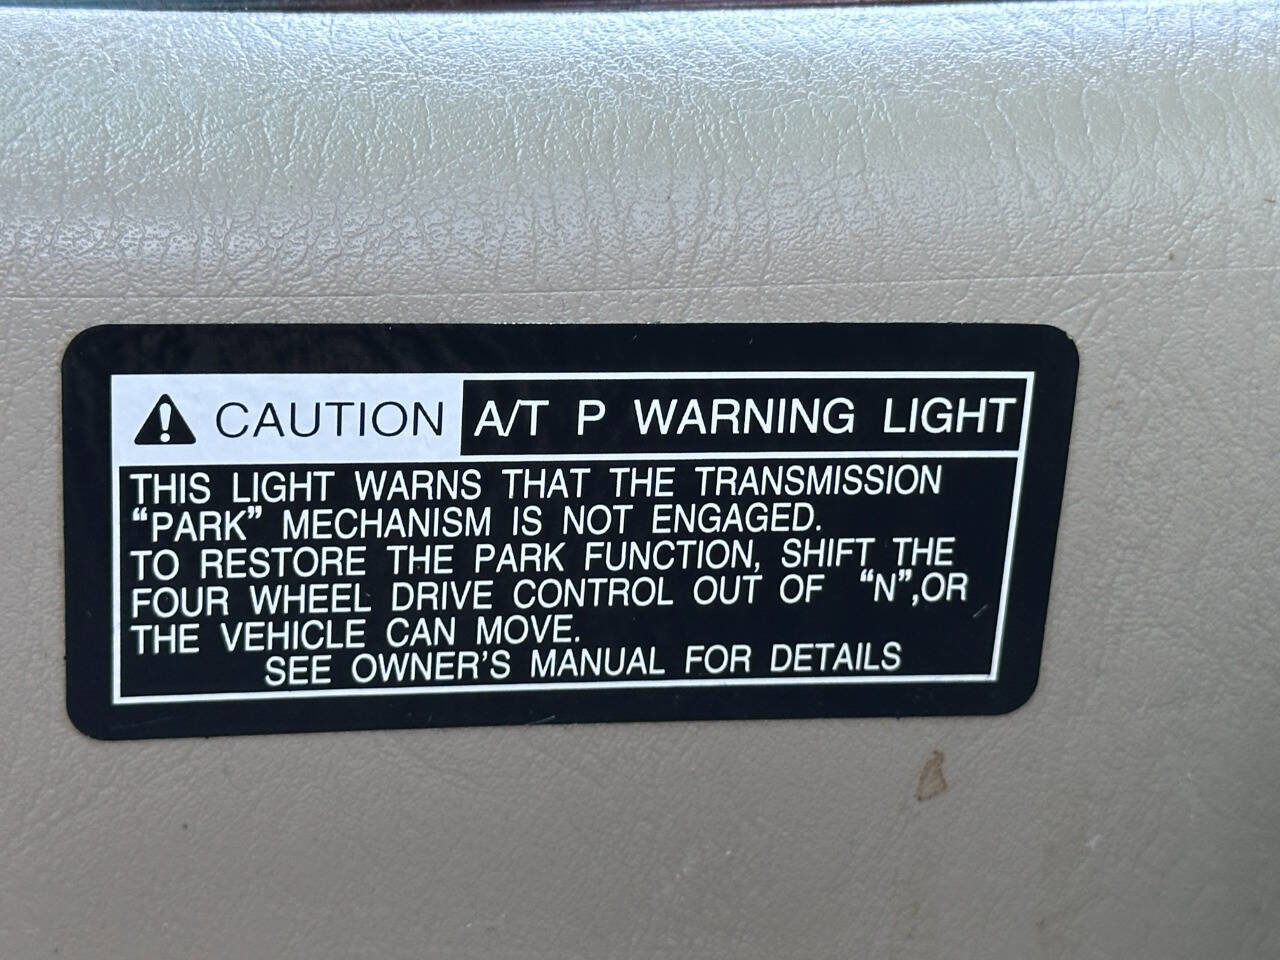 CAUTION A/T P WARNING LIGHT
THIS LIGHT WARNS THAT THE TRANSMISSION
“PARK” MECHANISM IS NOT ENGAGED.
TO RESTORE THE PARK FUNCTION, SHIFT THE
FOUR WHEEL DRIVE CONTROL OUT OF “N”,OR
THE VEHICLE CAN MOVE.
SEE OWNER’S MANUAL FOR DETAILS